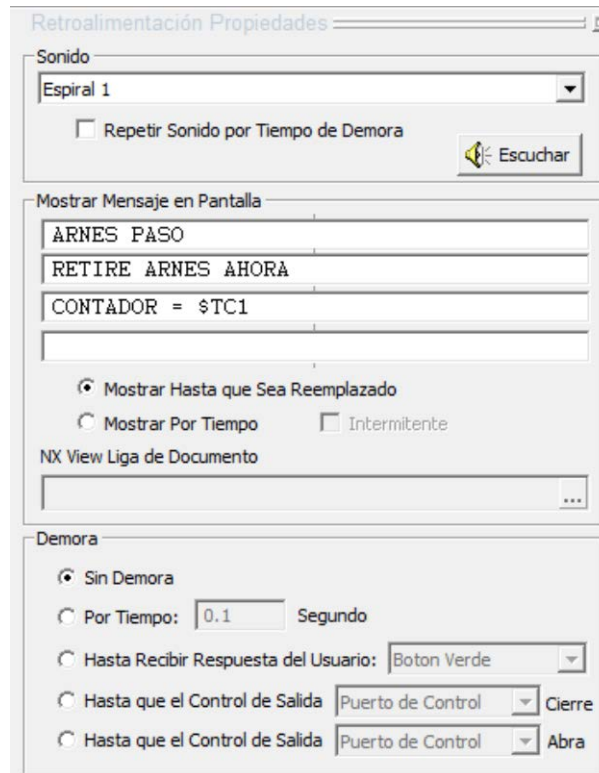 Retroalimentación Propiedades
Sonido
Espiral 1
Repetir Sonido por Tiempo de Demora
Escuchar
Mostrar Mensaje en Pantalla
ARNES PASO
RETIRE ARNES AHORA
CONTADOR = $TC1
Mostrar Hasta que Sea Reemplazado
Mostrar Por Tiempo Intermitente
NX View Liga de Documento
...
Demora
Sin Demora
Por Tiempo: 0.1 Segundo
Hasta Recibir Respuesta del Usuario: Boton Verde
Hasta que el Control de Salida Puerto de Control Cierre
Hasta que el Control de Salida Puerto de Control Abra